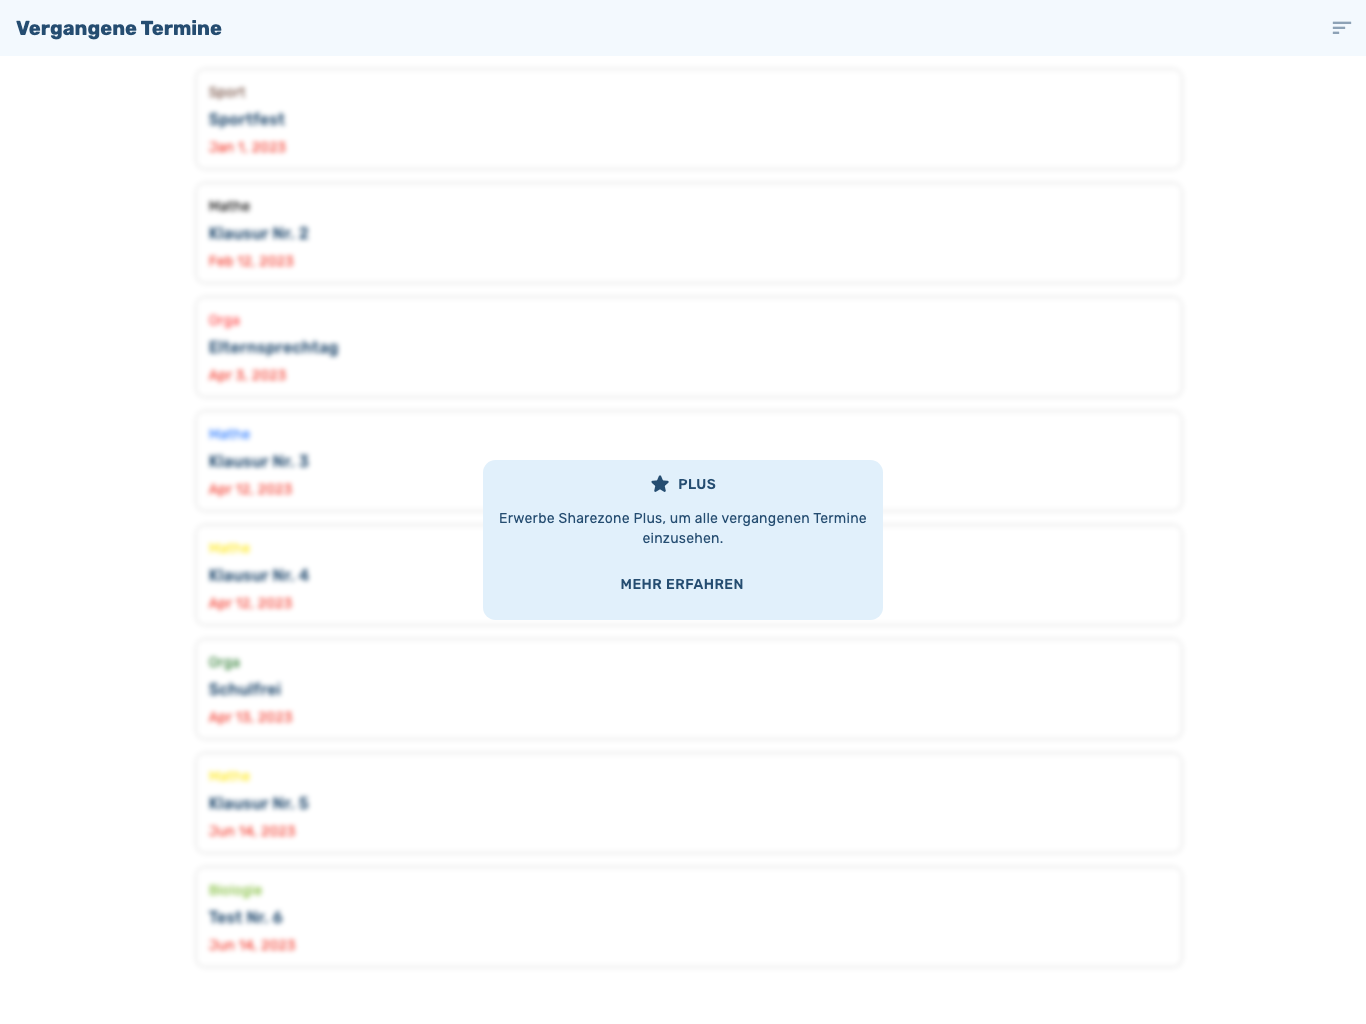 Vergangene Termine
Sport
Sportfest
Jan 1, 2023
Mathe
Klausur Nr. 2
Feb 12, 2023
Orga
Elternsprechtag
Apr 3, 2023
Mathe
Klausur Nr. 3
Apr 12, 2023
PLUS
Erwerbe Sharezone Plus, um alle vergangenen Termine
einzusehen.
MEHR ERFAHREN
Mathe
Klausur Nr. 4
Apr 12, 2023
Orga
Schulfrei
Apr 13, 2023
Mathe
Klausur Nr. 5
Jun 14, 2023
Biologie
Test Nr. 6
Jun 14, 2023